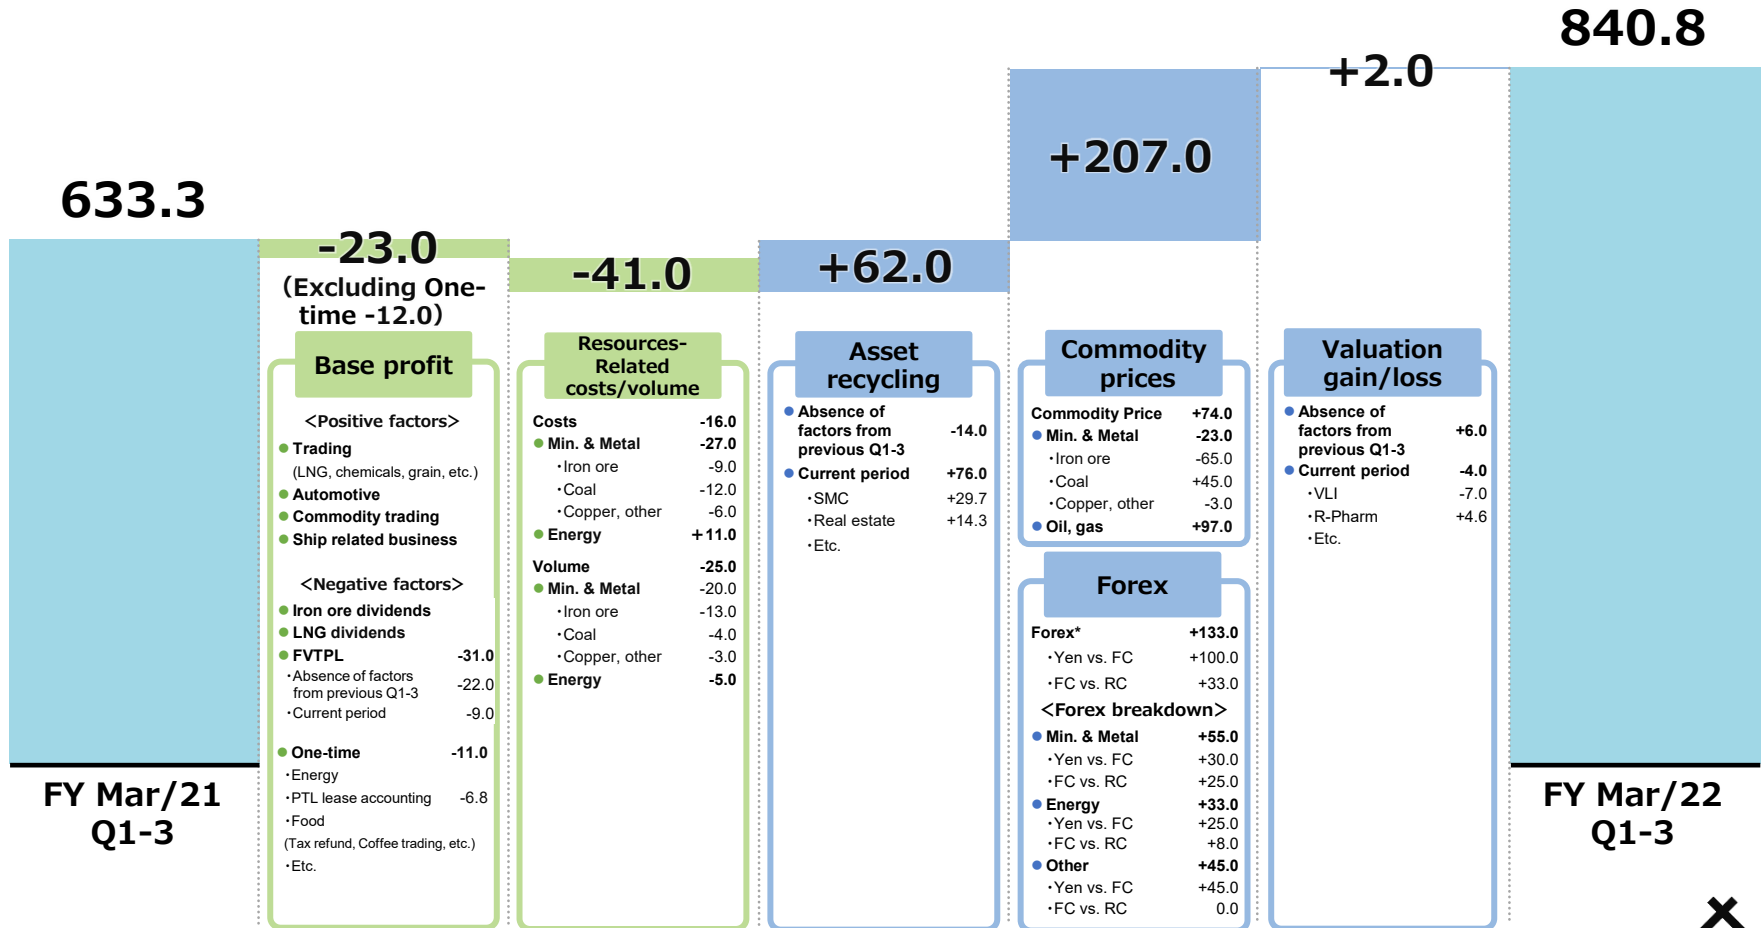 633.3
-23.0
（Excluding One-
time -12.0）
-41.0
+62.0
+207.0
+2.0
840.8
FY Mar/21
Q1-3
Base profit
<Positive factors>
● Trading
(LNG, chemicals, grain, etc.)
● Automotive
● Commodity trading
● Ship related business
<Negative factors>
● Iron ore dividends
● LNG dividends
● FVTPL -31.0
・Absence of factors
from previous Q1-3 -22.0
・Current period -9.0
● One-time -11.0
・Energy
・PTL lease accounting -6.8
・Food
(Tax refund, Coffee trading, etc.)
・Etc.
Resources-
Related
costs/volume
Costs -16.0
● Min. & Metal -27.0
・Iron ore -9.0
・Coal -12.0
・Copper, other -6.0
● Energy +11.0
Volume -25.0
● Min. & Metal -20.0
・Iron ore -13.0
・Coal -4.0
・Copper, other -3.0
● Energy -5.0
Asset
recycling
● Absence of
factors from -14.0
previous Q1-3
● Current period +76.0
・SMC +29.7
・Real estate +14.3
・Etc.
Commodity
prices
Commodity Price +74.0
● Min. & Metal -23.0
・Iron ore -65.0
・Coal +45.0
・Copper, other -3.0
● Oil, gas +97.0
Forex
Forex* +133.0
・Yen vs. FC +100.0
・FC vs. RC +33.0
<Forex breakdown>
● Min. & Metal +55.0
・Yen vs. FC +30.0
・FC vs. RC +25.0
● Energy +33.0
・Yen vs. FC +25.0
・FC vs. RC +8.0
● Other +45.0
・Yen vs. FC +45.0
・FC vs. RC 0.0
Valuation
gain/loss
● Absence of
factors from +6.0
previous Q1-3
● Current period -4.0
・VLI -7.0
・R-Pharm +4.6
・Etc.
FY Mar/22
Q1-3
×